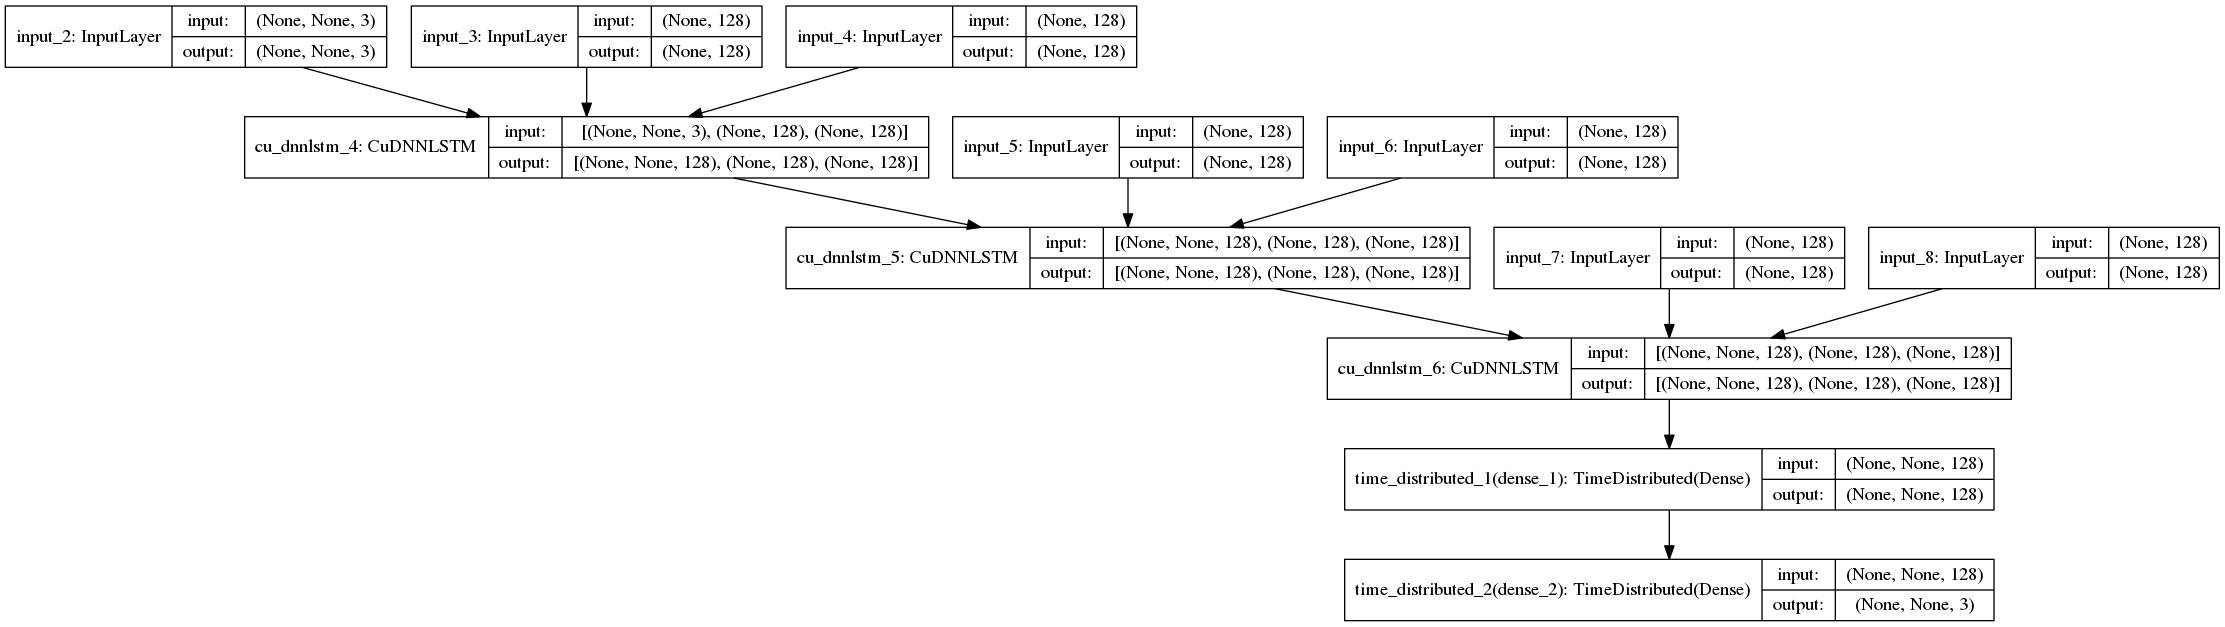 input_2: InputLayer
input: (None, None, 3)
output: (None, None, 3)
input_3: InputLayer
input: (None, 128)
output: (None, 128)
input_4: InputLayer
input: (None, 128)
output: (None, 128)
cu_dnnlstm_4: CuDNNLSTM
input: [(None, None, 3), (None, 128), (None, 128)]
output: [(None, None, 128), (None, 128), (None, 128)]
input_5: InputLayer
input: (None, 128)
output: (None, 128)
input_6: InputLayer
input: (None, 128)
output: (None, 128)
cu_dnnlstm_5: CuDNNLSTM
input: [(None, None, 128), (None, 128), (None, 128)]
output: [(None, None, 128), (None, 128), (None, 128)]
input_7: InputLayer
input: (None, 128)
output: (None, 128)
input_8: InputLayer
input: (None, 128)
output: (None, 128)
cu_dnnlstm_6: CuDNNLSTM
input: [(None, None, 128), (None, 128), (None, 128)]
output: [(None, None, 128), (None, 128), (None, 128)]
time_distributed_1(dense_1): TimeDistributed(Dense)
input: (None, None, 128)
output: (None, None, 128)
time_distributed_2(dense_2): TimeDistributed(Dense)
input: (None, None, 128)
output: (None, None, 3)